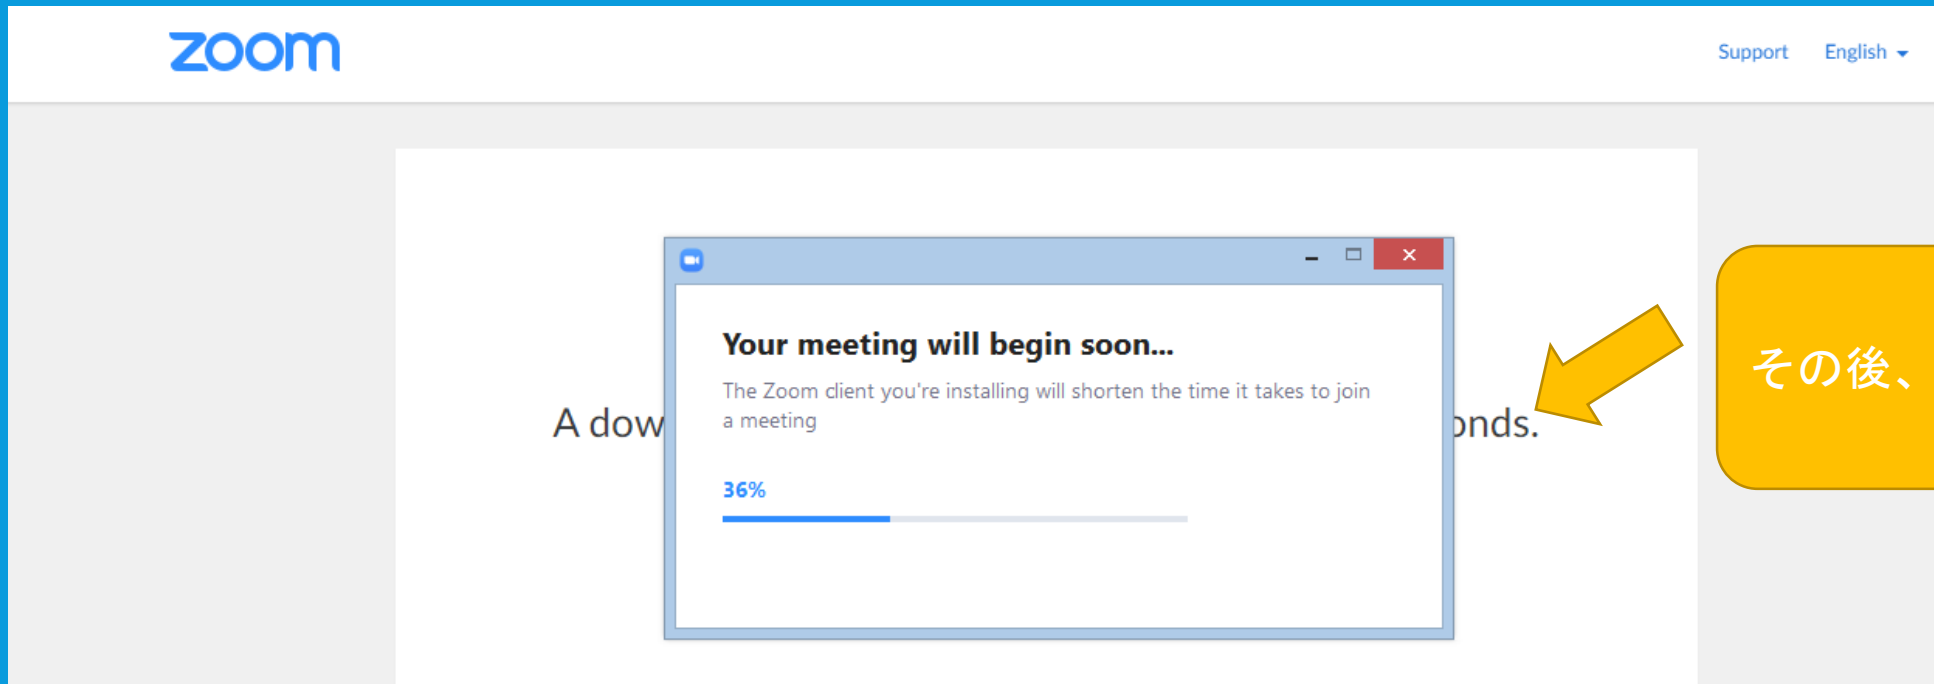 zoom
Support English
Your meeting will begin soon...
The Zoom client you're installing will shorten the time it takes to join
a meeting
A dow
onds.
36%
その後、